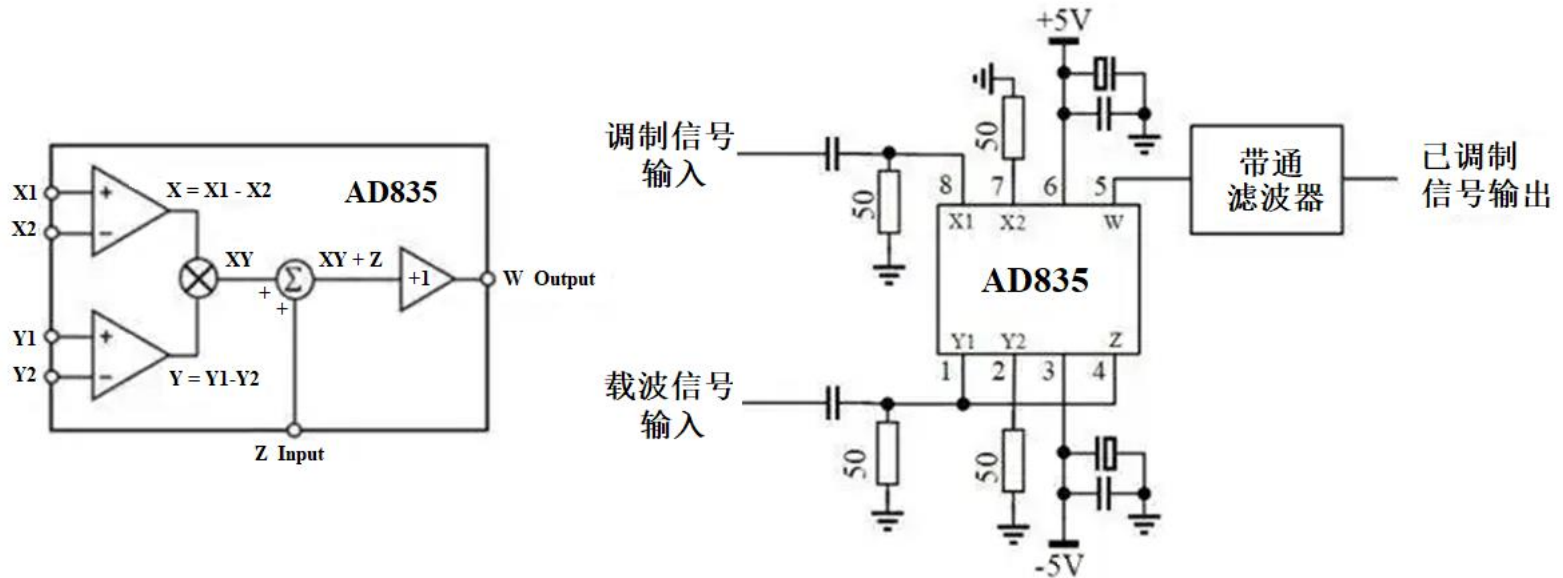 X1
X2
X = X1 - X2
AD835
XY
XY + Z
+1
W Output
Σ
+
+
Y1
Y2
Y = Y1-Y2
Z Input
+
−
+
−
+5V
调制信号
输入
50
50
8
7
6
5
X1
X2
W
AD835
Y1
Y2
Z
1
2
3
4
带通
滤波器
已调制
信号输出
载波信号
输入
50
50
-5V